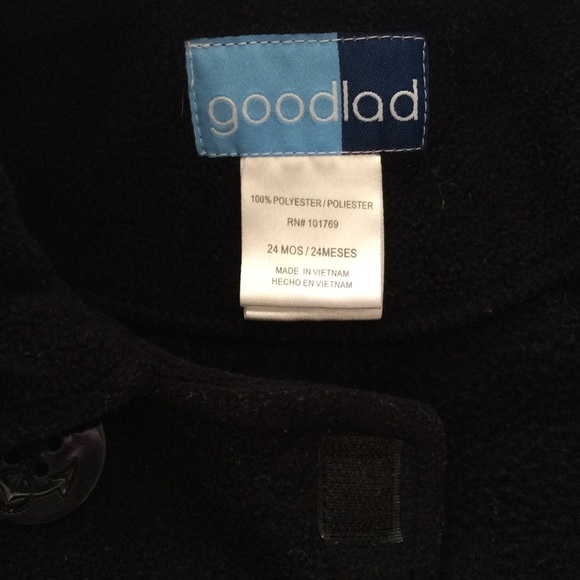 goodlad
100% POLYESTER / POLIESTER
RN# 101769
24 MOS / 24MESES
MADE IN VIETNAM
HECHO EN VIETNAM